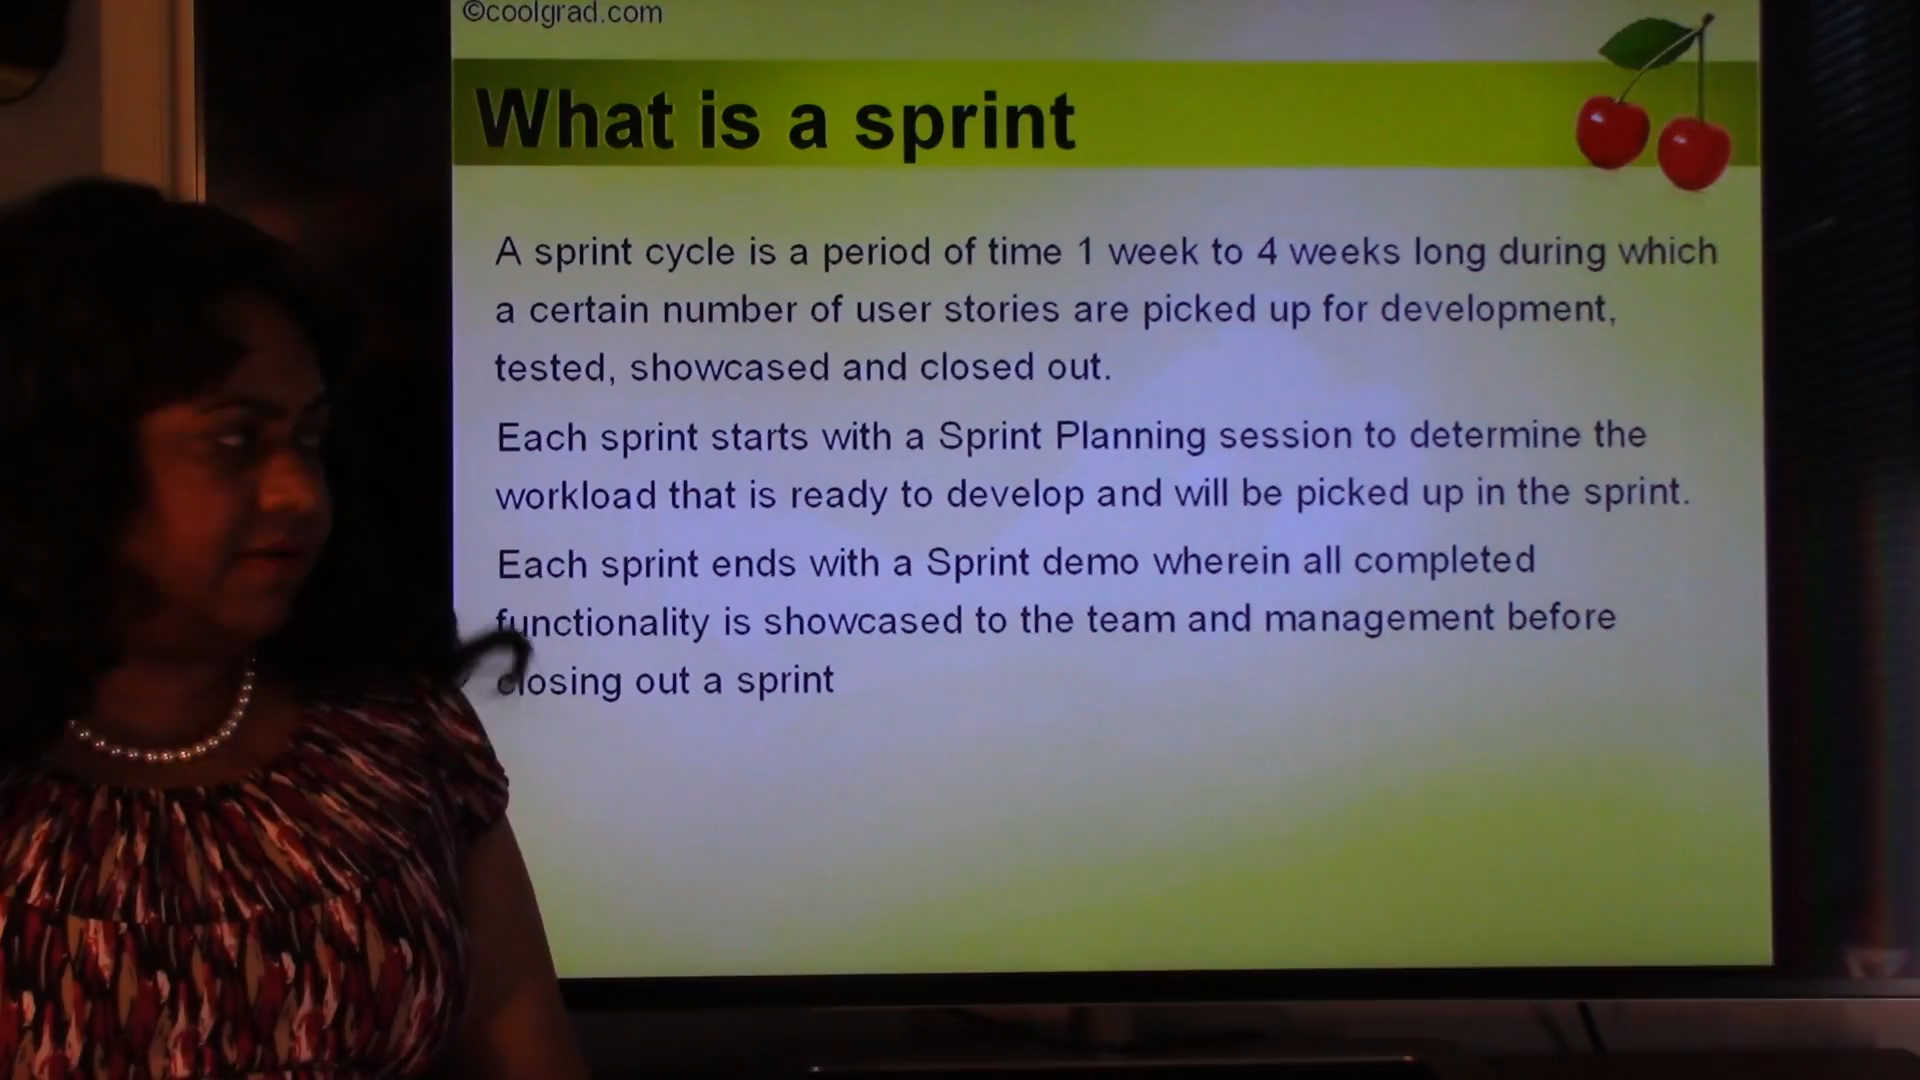 ©coolgrad.com
What is a sprint
A sprint cycle is a period of time 1 week to 4 weeks long during which
a certain number of user stories are picked up for development,
tested, showcased and closed out.
Each sprint starts with a Sprint Planning session to determine the
workload that is ready to develop and will be picked up in the sprint.
Each sprint ends with a Sprint demo wherein all completed
functionality is showcased to the team and management before
closing out a sprint